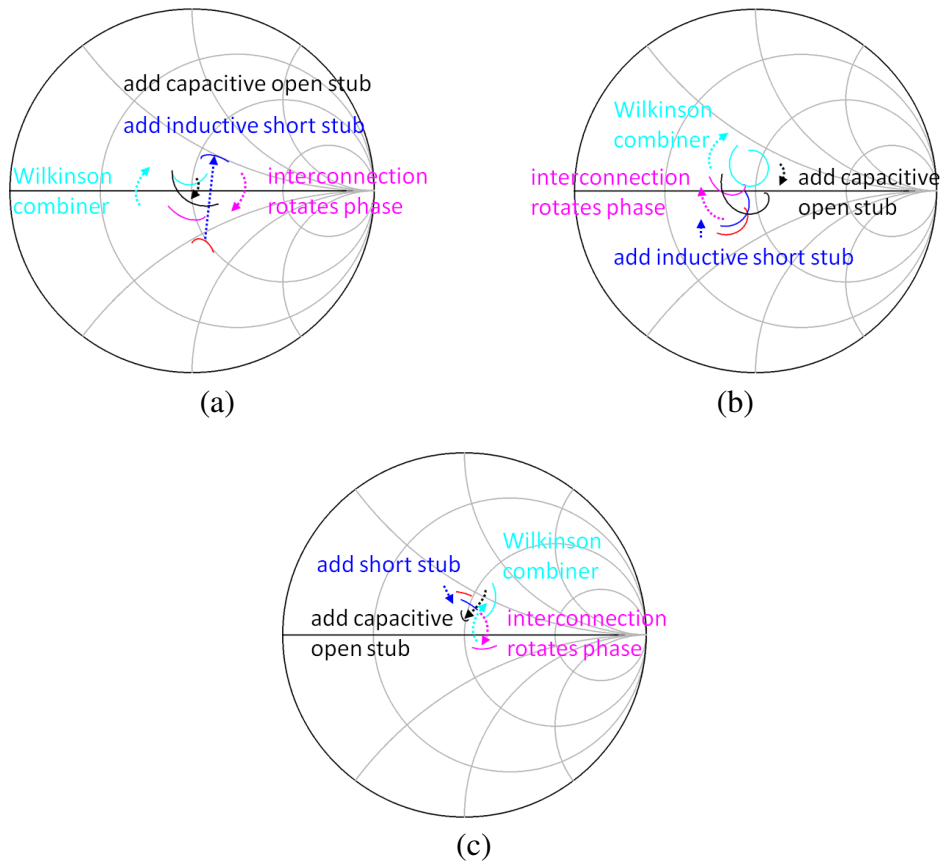 add capacitive open stub
add inductive short stub
Wilkinson
combiner
interconnection
rotates phase
(a)
Wilkinson
combiner
interconnection
rotates phase
add capacitive
open stub
add inductive short stub
(b)
Wilkinson
combiner
add short stub
add capacitive
open stub
interconnection
rotates phase
(c)